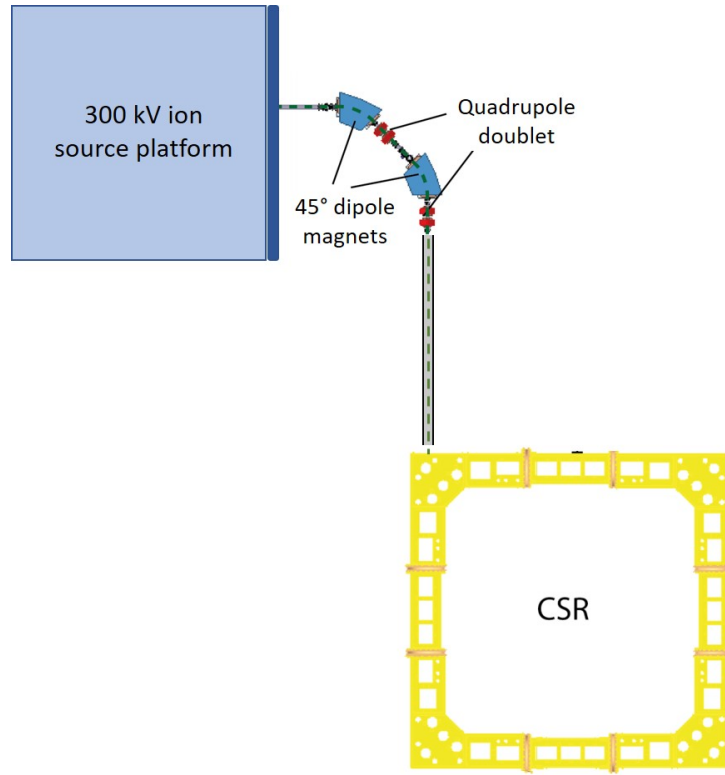 300 kV ion
source platform
Quadrupole
doublet
45° dipole
magnets
CSR